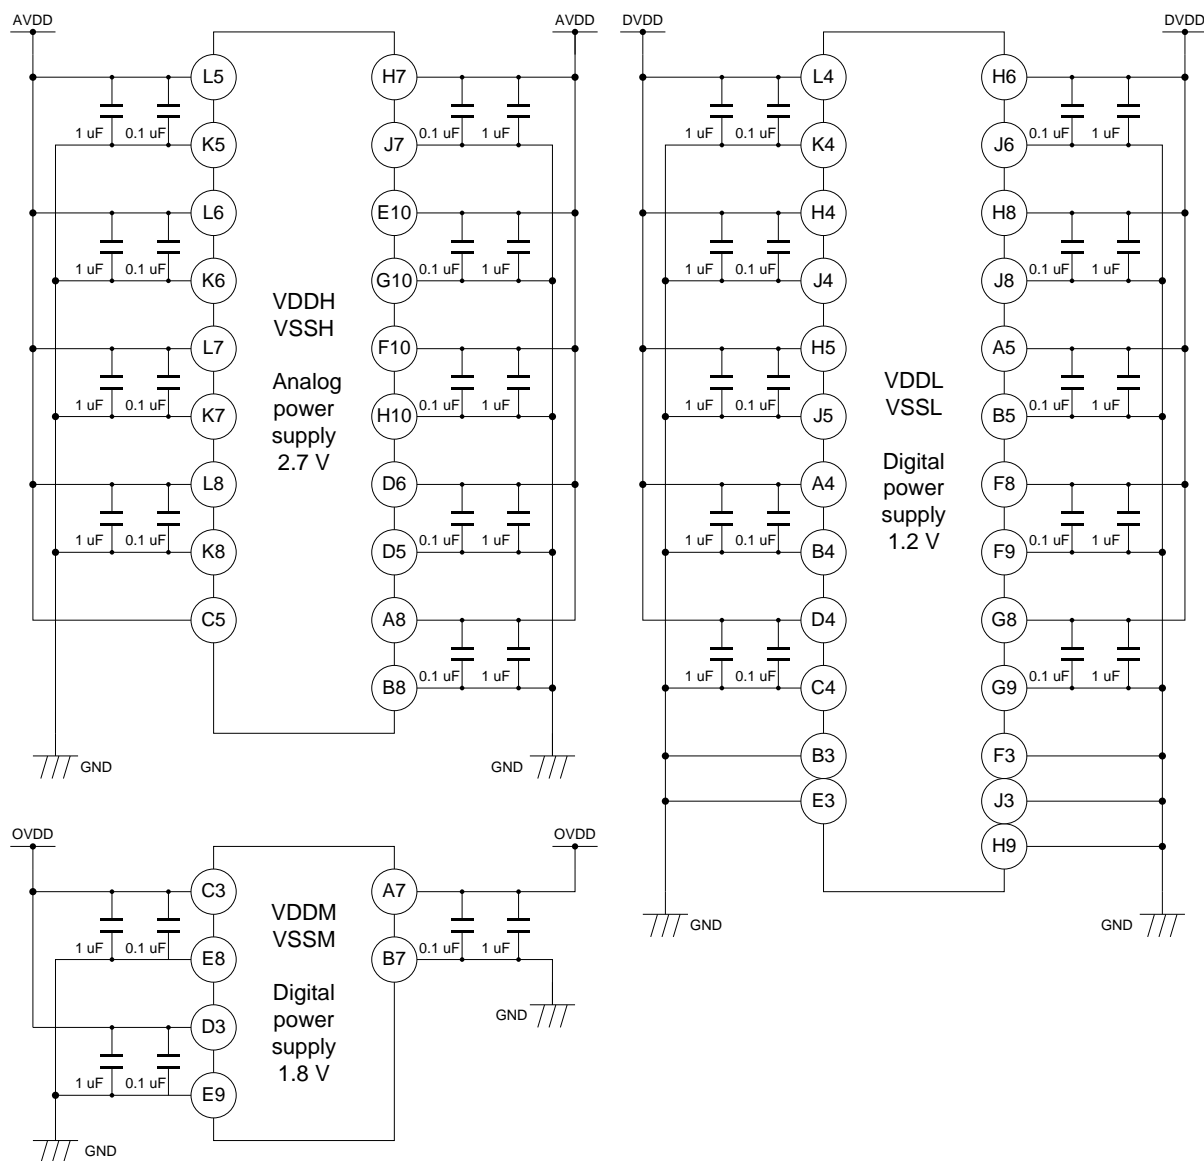 AVDD AVDD
L5 H7
1 uF 0.1 uF 0.1 uF 1 uF
K5 J7
L6 E10
1 uF 0.1 uF 0.1 uF 1 uF
K6 G10
VDDH
VSSH
L7 F10
Analog
1 uF 0.1 uF 0.1 uF 1 uF
power
K7 H10
supply
2.7 V
L8 D6
1 uF 0.1 uF 0.1 uF 1 uF
K8 D5
C5 A8
0.1 uF 1 uF
B8
GND GND
DVDD DVDD
L4 H6
1 uF 0.1 uF 0.1 uF 1 uF
K4 J6
H4 H8
1 uF 0.1 uF 0.1 uF 1 uF
J4 J8
H5 A5
VDDL
1 uF 0.1 uF 0.1 uF 1 uF
VSSL
J5 B5
Digital
A4 F8
power
supply
1 uF 0.1 uF 0.1 uF 1 uF
1.2 V
B4 F9
D4 G8
1 uF 0.1 uF 0.1 uF 1 uF
C4 G9
B3 F3
E3 J3
H9
GND GND
OVDD OVDD
C3 A7
VDDM
VSSM
1 uF 0.1 uF 0.1 uF 1 uF
E8 B7
Digital
GND
power
D3
supply
1.8 V
1 uF 0.1 uF
E9
GND